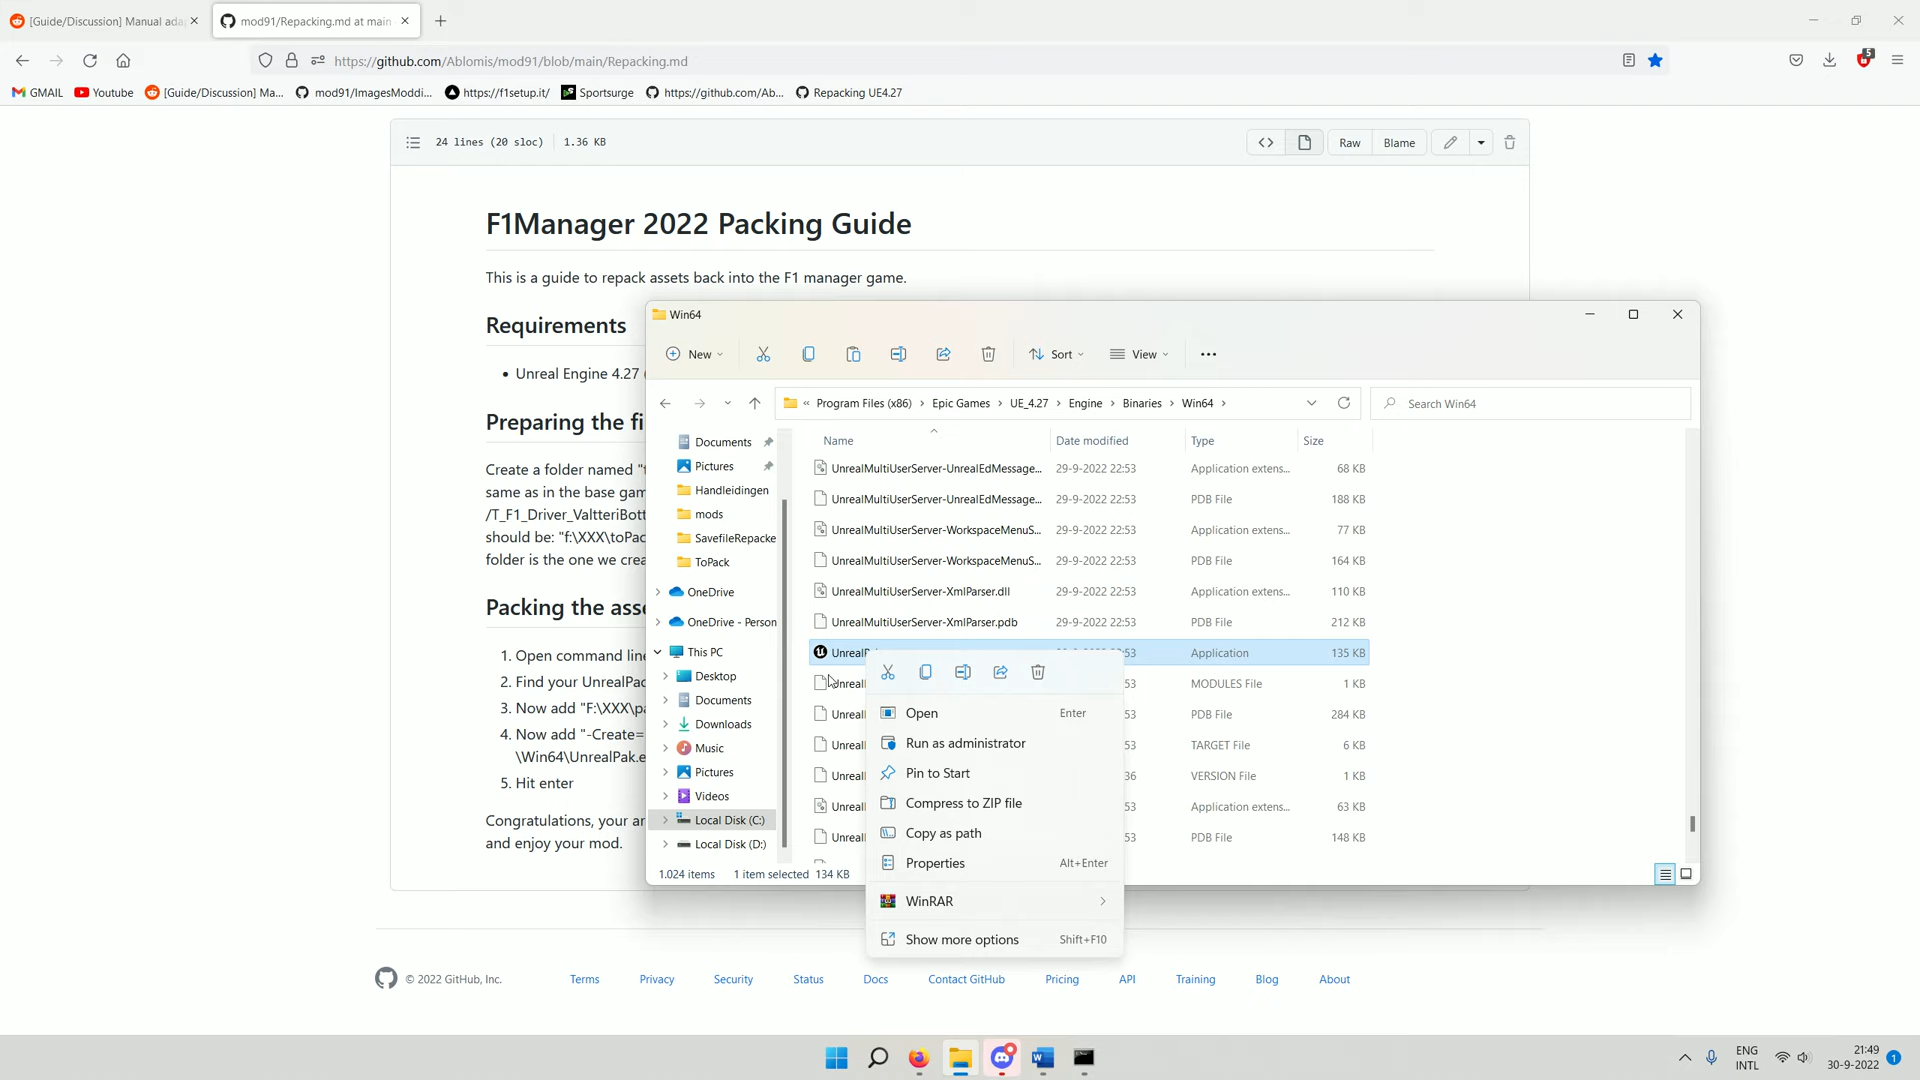 [Guide/Discussion] Manual ada
mod91/Repacking.md at main
https://github.com/Ablomis/mod91/blob/main/Repacking.md
5
GMAIL
Youtube
[Guide/Discussion] Ma...
mod91/ImagesModdi...
https://f1setup.it/
Sportsurge
https://github.com/Ab...
Repacking UE4.27
24 lines (20 sloc)
1.36 KB
Raw
Blame
F1Manager 2022 Packing Guide
This is a guide to repack assets back into the F1 manager game.
Requirements
Unreal Engine 4.27 (
Preparing the fi
Create a folder named "t
same as in the base gam
/T_F1_Driver_ValtteriBott
should be: "f:\XXX\toPac
folder is the one we crea
Packing the asse
1. Open command line
2. Find your UnrealPac
3. Now add "F:\XXX\pa
4. Now add "-Create=
\Win64\UnrealPak.e
5. Hit enter
Congratulations, your ar
and enjoy your mod.
Win64
New
Sort
View
«
Program Files (x86)
Epic Games
UE_4.27
Engine
Binaries
Win64
Search Win64
Documents
Pictures
Handleidingen
mods
SavefileRepacke
ToPack
OneDrive
OneDrive - Person
This PC
Desktop
Documents
Downloads
Music
Pictures
Videos
Local Disk (C:)
Local Disk (D:)
Name
Date modified
Type
Size
UnrealMultiUserServer-UnrealEdMessage... 29-9-2022 22:53 Application extens... 68 KB
UnrealMultiUserServer-UnrealEdMessage... 29-9-2022 22:53 PDB File 188 KB
UnrealMultiUserServer-WorkspaceMenuS... 29-9-2022 22:53 Application extens... 77 KB
UnrealMultiUserServer-WorkspaceMenuS... 29-9-2022 22:53 PDB File 164 KB
UnrealMultiUserServer-XmlParser.dll 29-9-2022 22:53 Application extens... 110 KB
UnrealMultiUserServer-XmlParser.pdb 29-9-2022 22:53 PDB File 212 KB
Application 135 KB
53 MODULES File 1 KB
53 PDB File 284 KB
53 TARGET File 6 KB
36 VERSION File 1 KB
53 Application extens... 63 KB
53 PDB File 148 KB
Open Enter
Run as administrator
Pin to Start
Compress to ZIP file
Copy as path
Properties Alt+Enter
WinRAR
Show more options Shift+F10
1.024 items
1 item selected 134 KB
© 2022 GitHub, Inc.
Terms
Privacy
Security
Status
Docs
Contact GitHub
Pricing
API
Training
Blog
About
ENG
INTL
21:49
30-9-2022
1